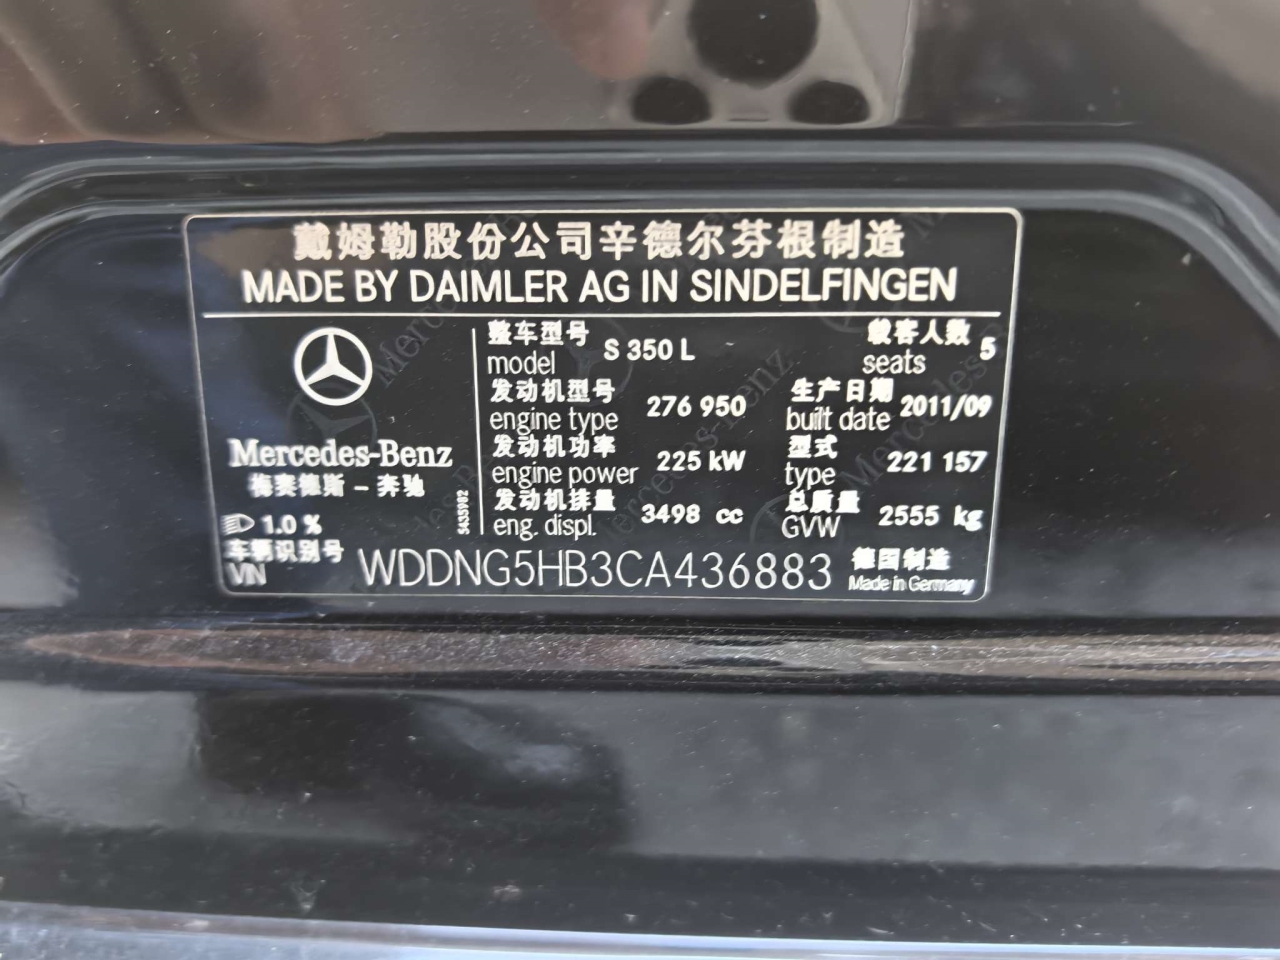 戴姆勒股份公司辛德尔芬根制造
MADE BY DAIMLER AG IN SINDELFINGEN
整车型号 S 350 L 载客人数 5
model seats
发动机型号 276 950 生产日期 2011/09
engine type built date
Mercedes-Benz
梅赛德斯－奔驰
发动机功率 225 kW 型式 221 157
engine power type
发动机排量 3498 cc 总质量 2555 kg
eng. displ. GVW
S435982
1.0 %
车辆识别号 WDDNG5HB3CA436883 德国制造
VIN Made in Germany
Mercedes-Benz